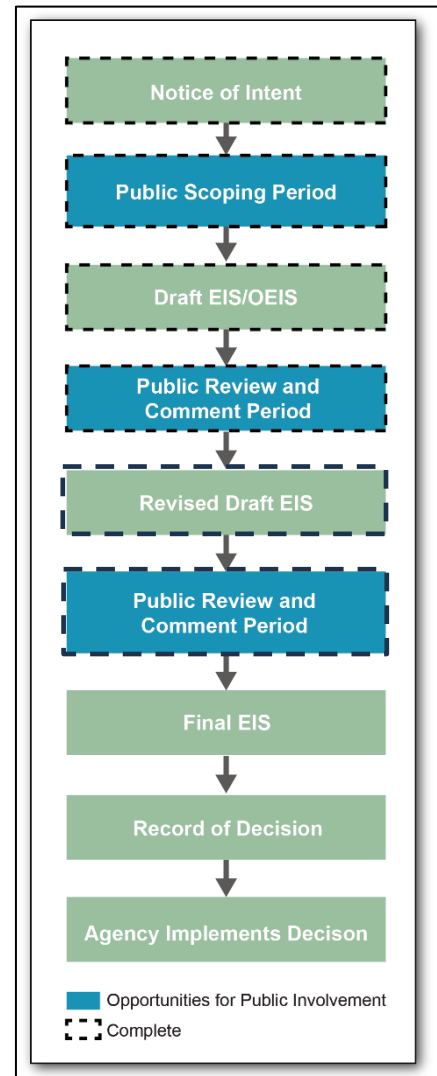 Notice of Intent
Public Scoping Period
Draft EIS/OEIS
Public Review and
Comment Period
Revised Draft EIS
Public Review and
Comment Period
Final EIS
Record of Decision
Agency Implements Decison
Opportunities for Public Involvement
Complete